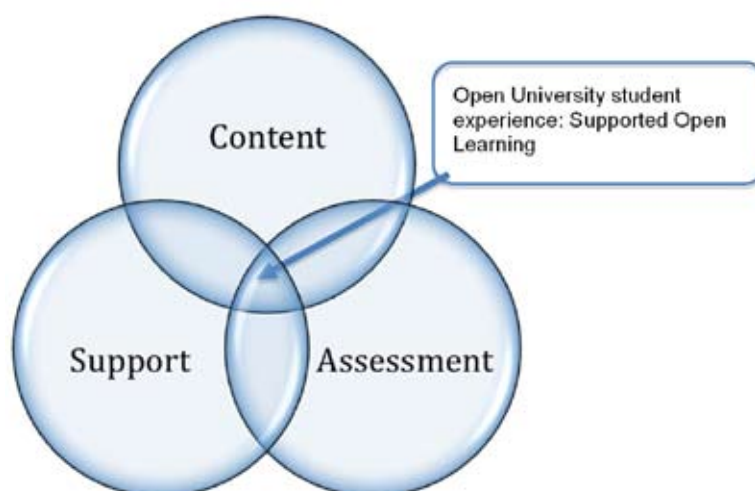 Content
Open University student
experience: Supported Open
Learning
Support
Assessment